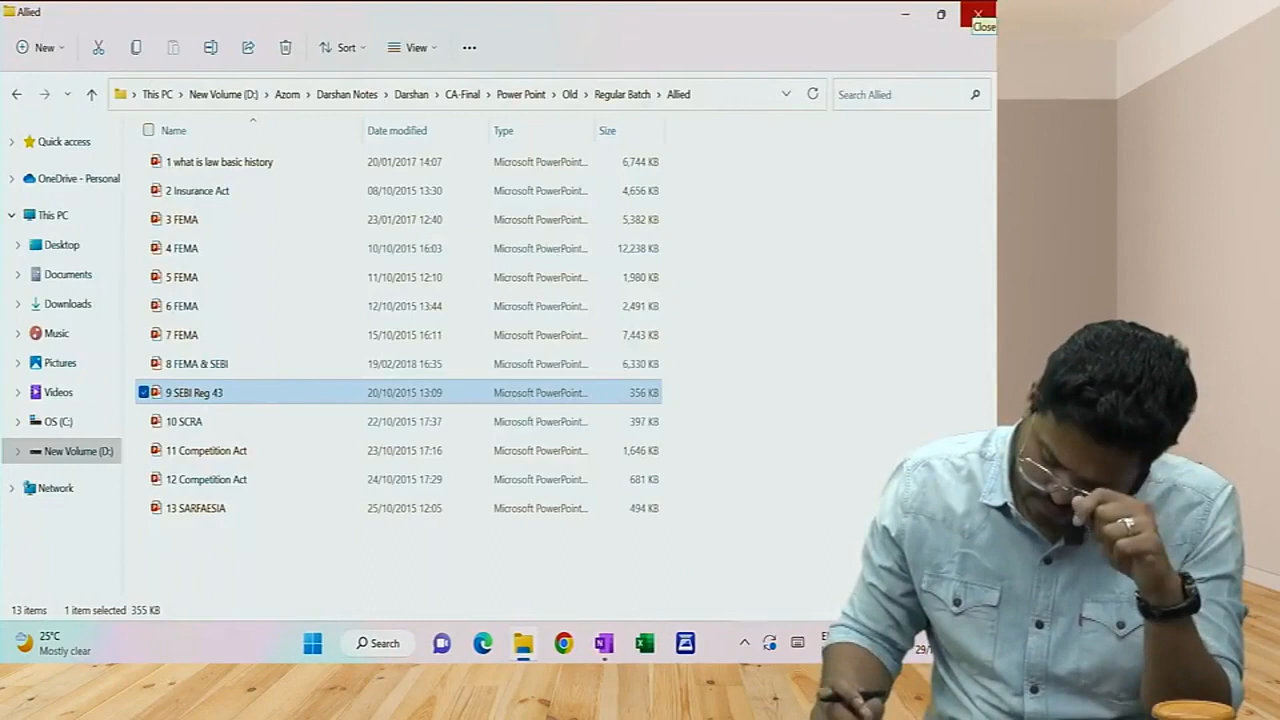 Allied
Close
New
Sort
View
This PC > New Volume (D:) > Azom > Darshan Notes > Darshan > CA-Final > Power Point > Old > Regular Batch > Allied
Search Allied
Name Date modified Type Size
1 what is law basic history 20/01/2017 14:07 Microsoft PowerPoint... 6,744 KB
2 Insurance Act 08/10/2015 13:30 Microsoft PowerPoint... 4,656 KB
3 FEMA 23/01/2017 12:40 Microsoft PowerPoint... 5,382 KB
4 FEMA 10/10/2015 16:03 Microsoft PowerPoint... 12,238 KB
5 FEMA 11/10/2015 12:10 Microsoft PowerPoint... 1,980 KB
6 FEMA 12/10/2015 13:44 Microsoft PowerPoint... 2,491 KB
7 FEMA 15/10/2015 16:11 Microsoft PowerPoint... 7,443 KB
8 FEMA & SEBI 19/02/2018 16:35 Microsoft PowerPoint... 6,330 KB
9 SEBI Reg 43 20/10/2015 13:09 Microsoft PowerPoint... 356 KB
10 SCRA 22/10/2015 17:37 Microsoft PowerPoint... 397 KB
11 Competition Act 23/10/2015 17:16 Microsoft PowerPoint... 1,646 KB
12 Competition Act 24/10/2015 17:29 Microsoft PowerPoint... 681 KB
13 SARFAESIA 25/10/2015 12:05 Microsoft PowerPoint... 494 KB
Quick access
OneDrive - Personal
This PC
Desktop
Documents
Downloads
Music
Pictures
Videos
OS (C:)
New Volume (D:)
Network
13 items 1 item selected 355 KB
25°C
Mostly clear
Search
29/1